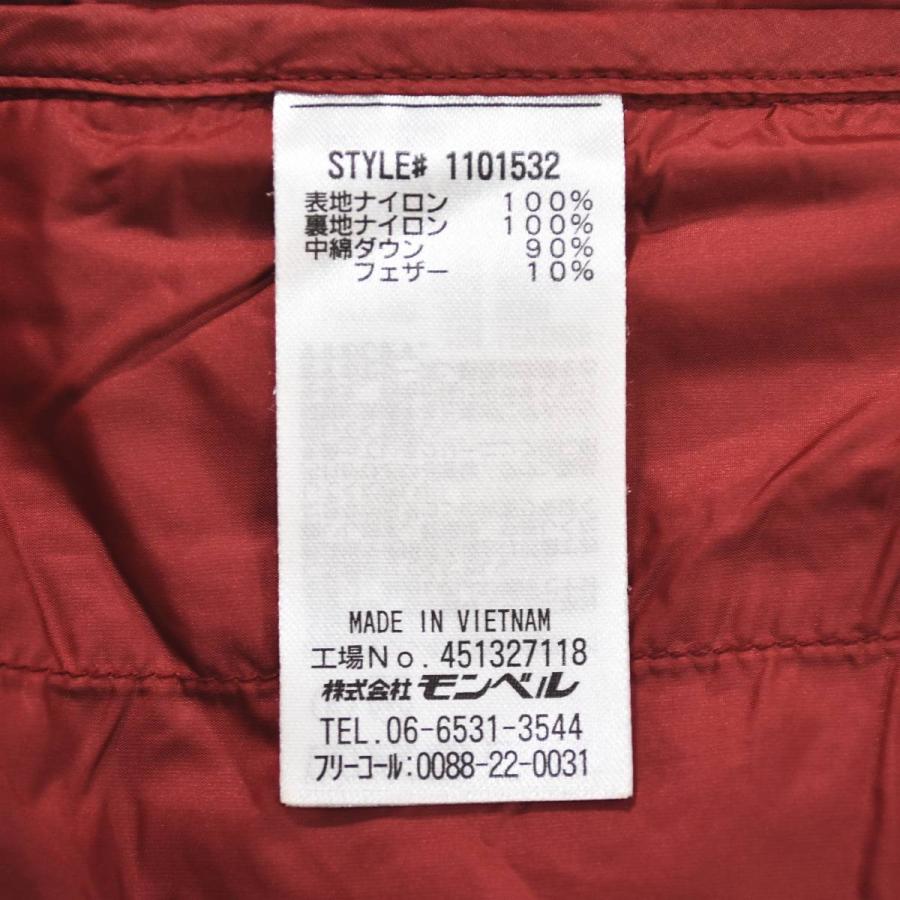 STYLE# 1101532
表地ナイロン 100%
裏地ナイロン 100%
中綿ダウン 90%
フェザー 10%
MADE IN VIETNAM
工場No.451327118
株式会社 モンベル
TEL.06-6531-3544
フリーコール:0088-22-0031